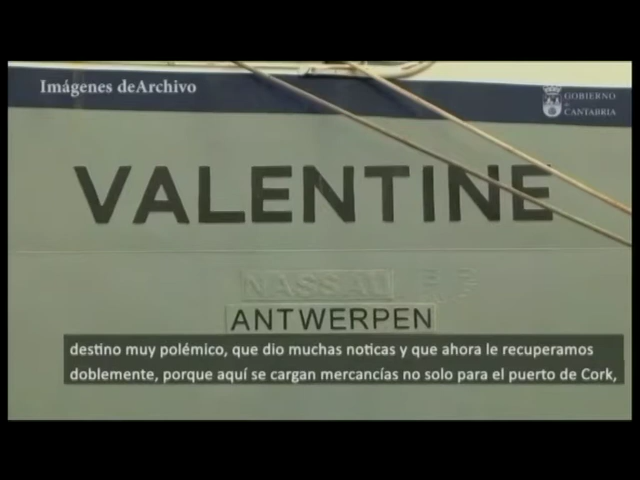 Imágenes deArchivo
GOBIERNO
de
CANTABRIA
VALENTINE
NASSAU
ANTWERPEN
destino muy polémico, que dio muchas noticas y que ahora le recuperamos
doblemente, porque aquí se cargan mercancías no solo para el puerto de Cork,